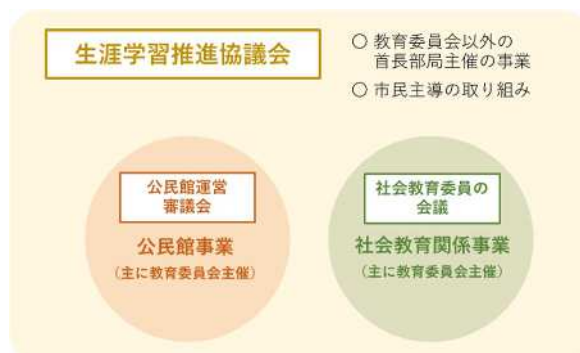 生涯学習推進協議会
○ 教育委員会以外の
首長部局主催の事業
○ 市民主導の取り組み
公民館運営
審議会
公民館事業
（主に教育委員会主催）
社会教育委員の
会議
社会教育関係事業
（主に教育委員会主催）